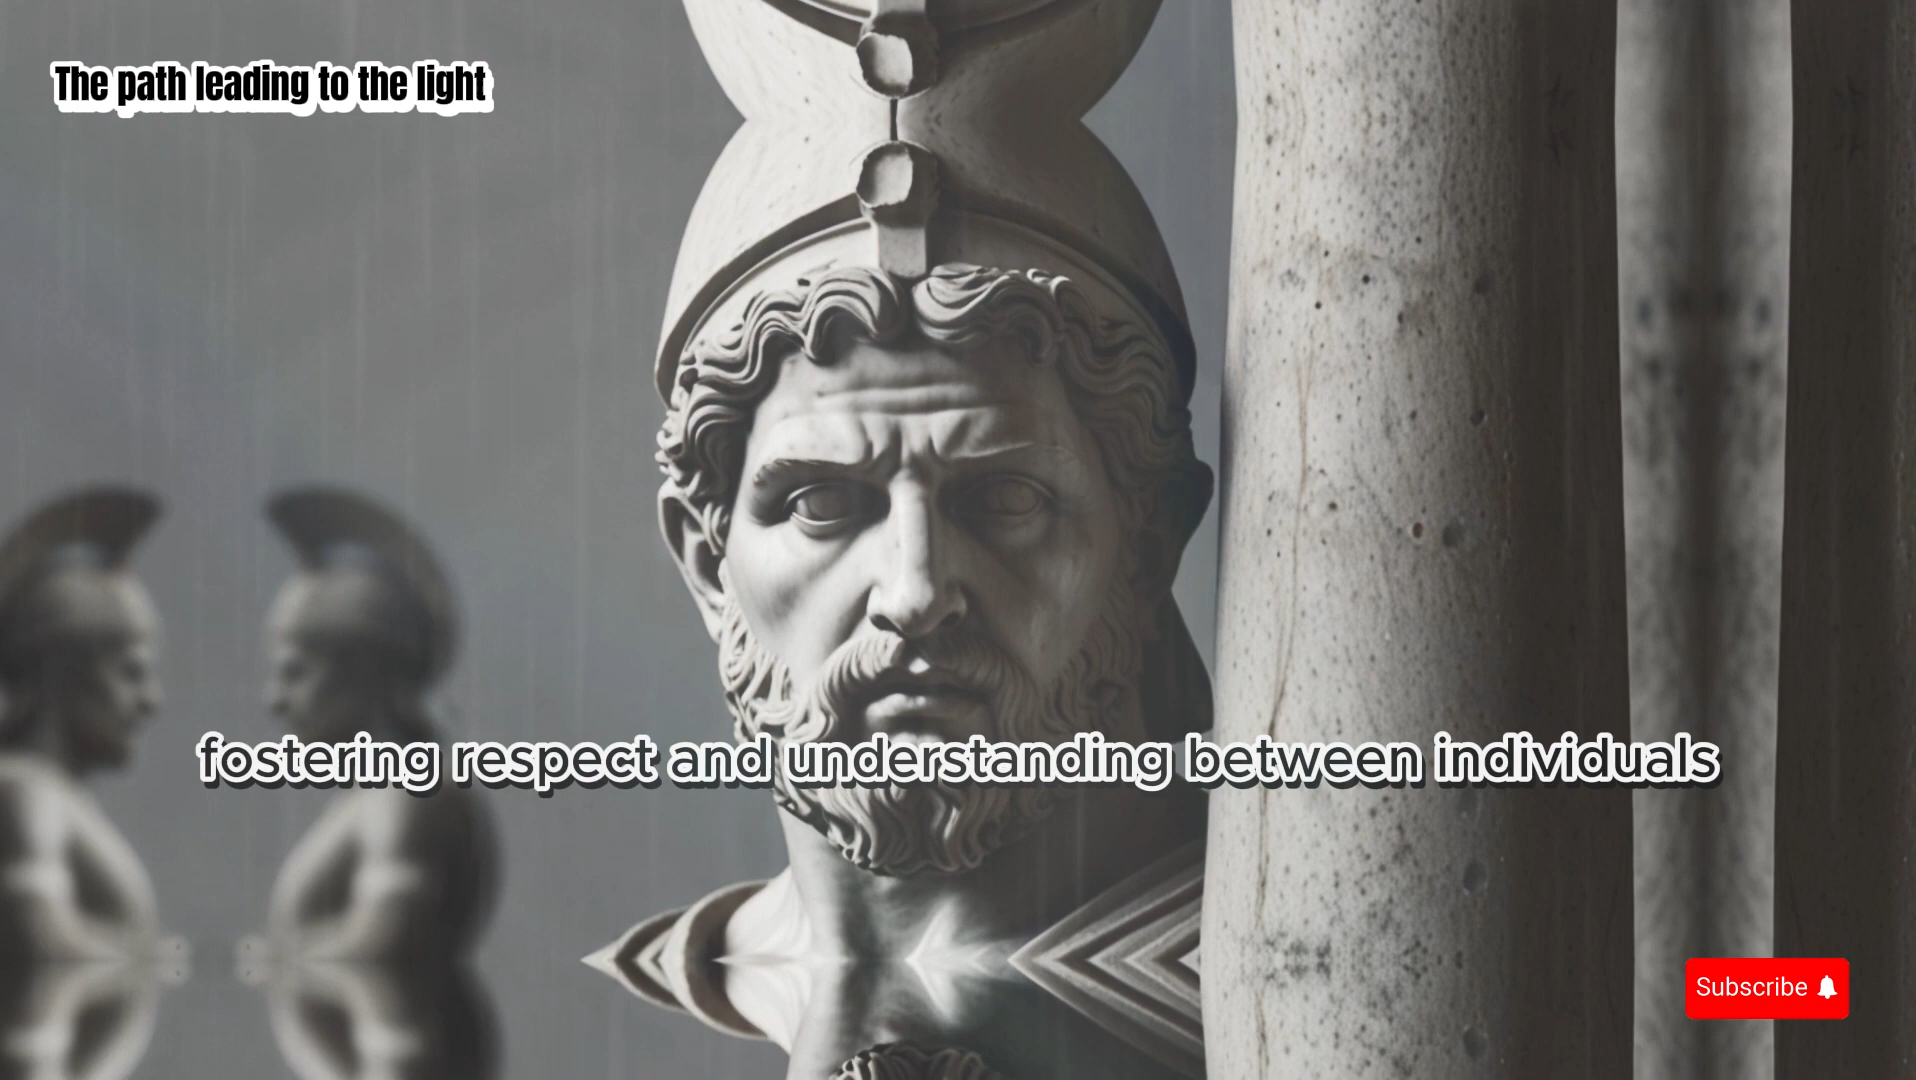 The path leading to the light
fostering respect and understanding between individuals
Subscribe